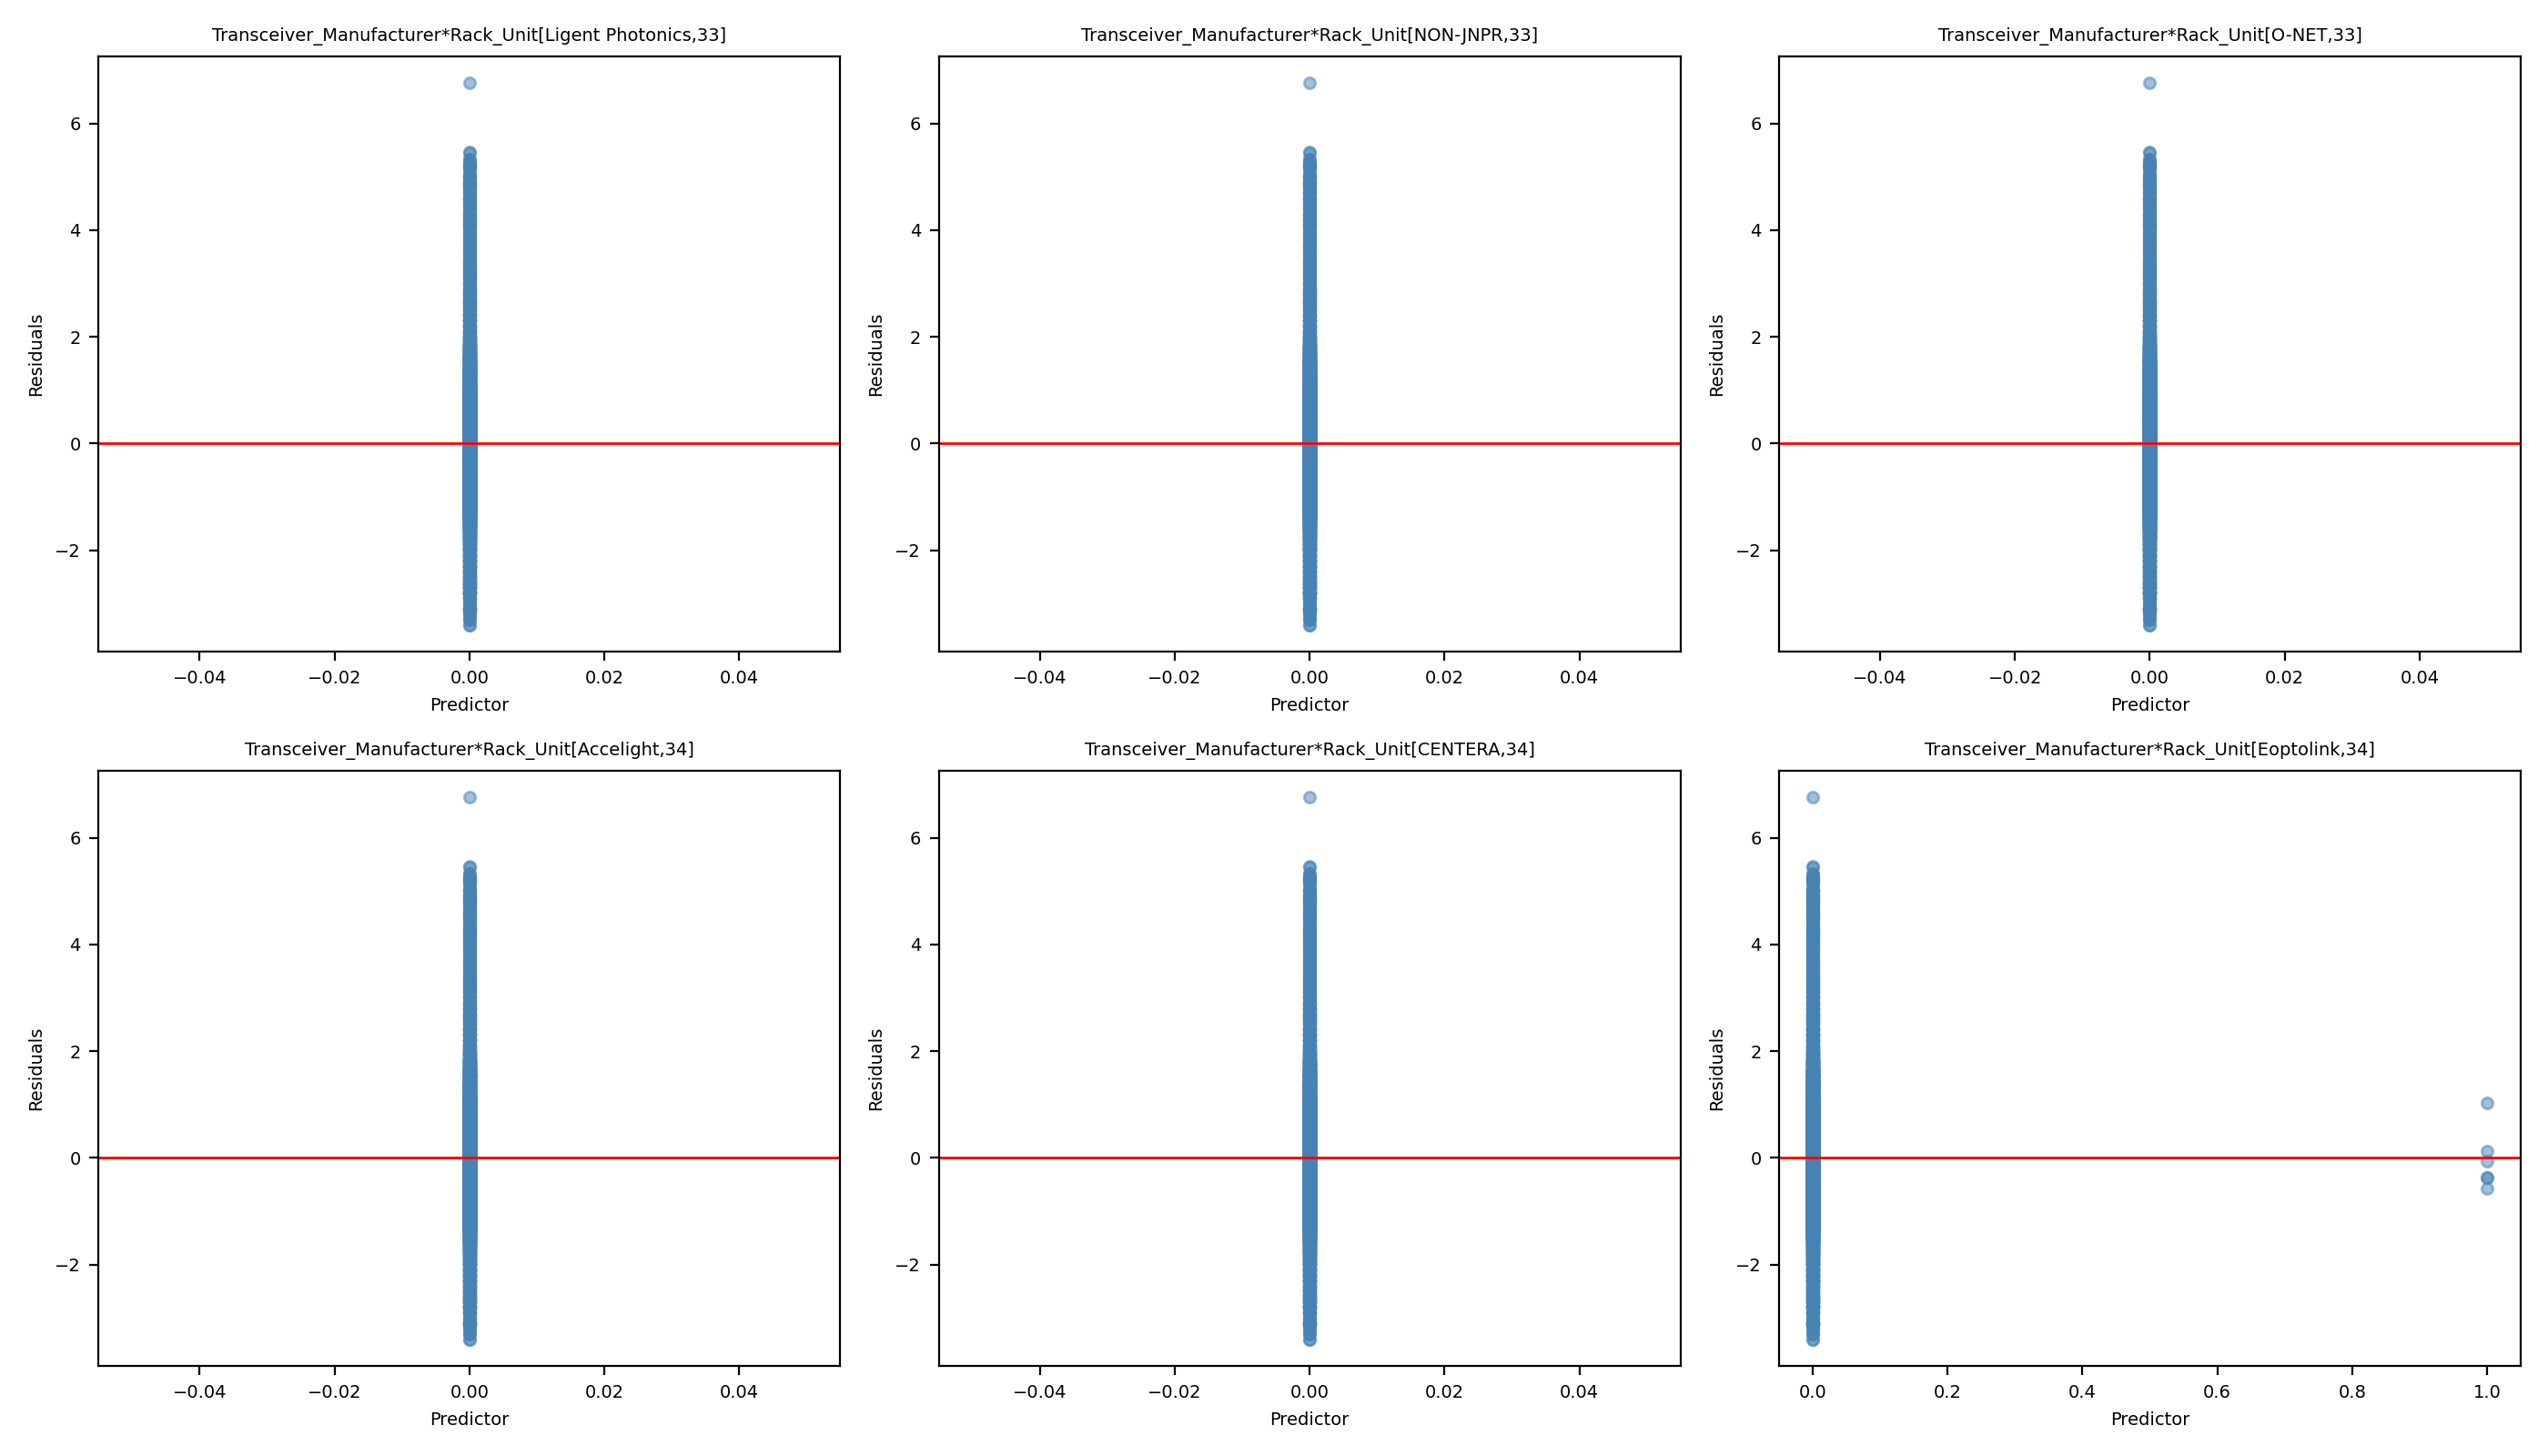 Transceiver_Manufacturer*Rack_Unit[Ligent Photonics,33]
6
4
2
0
−2
Residuals
−0.04 −0.02 0.00 0.02 0.04
Predictor
Transceiver_Manufacturer*Rack_Unit[NON-JNPR,33]
6
4
2
0
−2
Residuals
−0.04 −0.02 0.00 0.02 0.04
Predictor
Transceiver_Manufacturer*Rack_Unit[O-NET,33]
6
4
2
0
−2
Residuals
−0.04 −0.02 0.00 0.02 0.04
Predictor
Transceiver_Manufacturer*Rack_Unit[Accelight,34]
6
4
2
0
−2
Residuals
−0.04 −0.02 0.00 0.02 0.04
Predictor
Transceiver_Manufacturer*Rack_Unit[CENTERA,34]
6
4
2
0
−2
Residuals
−0.04 −0.02 0.00 0.02 0.04
Predictor
Transceiver_Manufacturer*Rack_Unit[Eoptolink,34]
6
4
2
0
−2
Residuals
0.0 0.2 0.4 0.6 0.8 1.0
Predictor